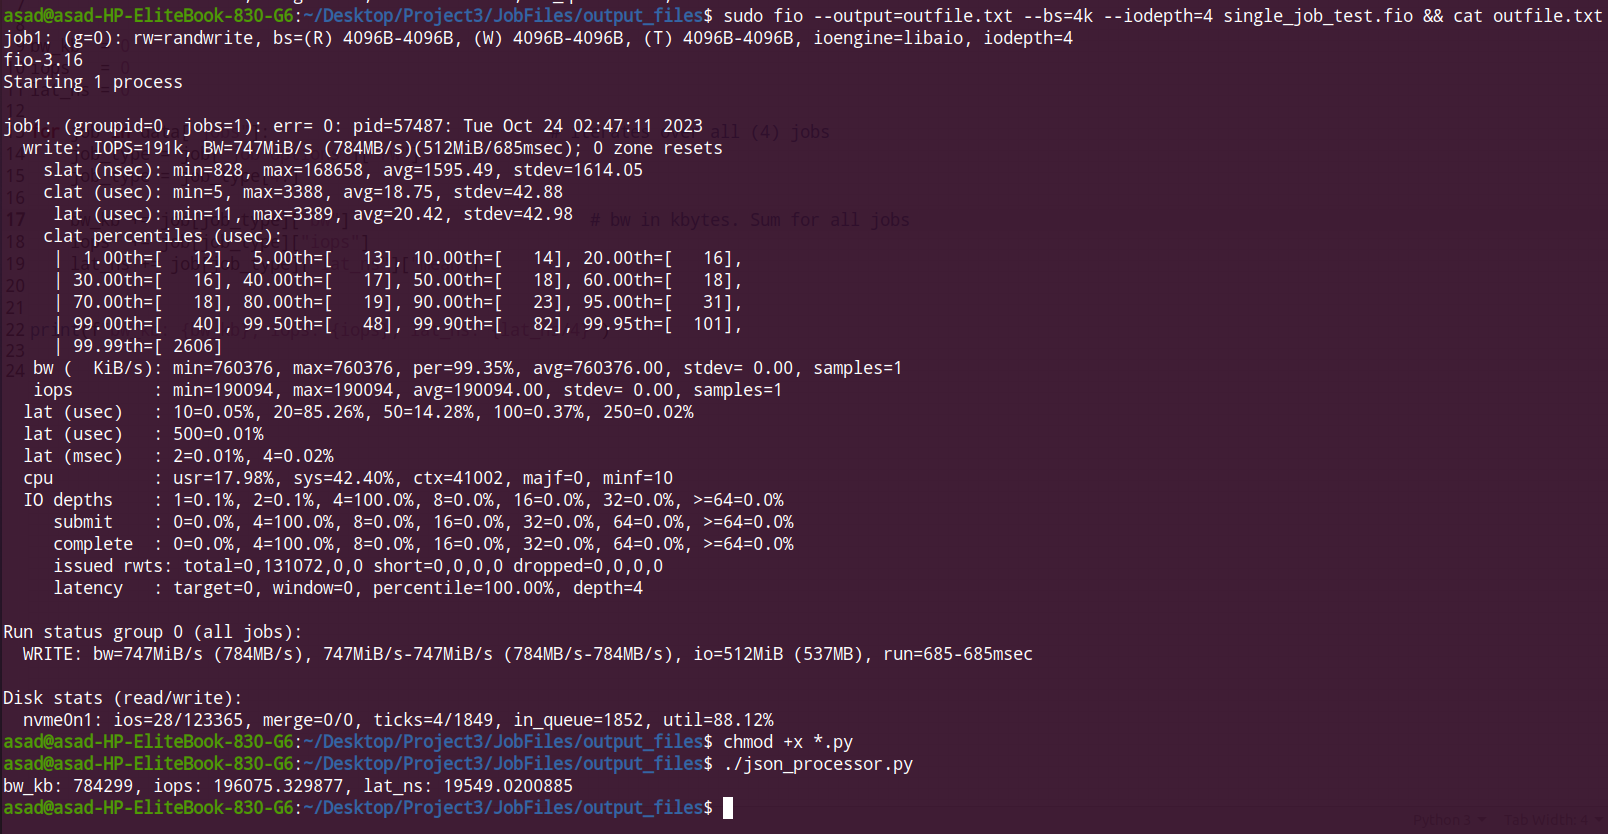 asad@asad-HP-EliteBook-830-G6:~/Desktop/Project3/JobFiles/output_files$ sudo fio --output=outfile.txt --bs=4k --iodepth=4 single_job_test.fio && cat outfile.txt
job1: (g=0): rw=randwrite, bs=(R) 4096B-4096B, (W) 4096B-4096B, (T) 4096B-4096B, ioengine=libaio, iodepth=4
fio-3.16
Starting 1 process
job1: (groupid=0, jobs=1): err= 0: pid=57487: Tue Oct 24 02:47:11 2023
  write: IOPS=191k, BW=747MiB/s (784MB/s)(512MiB/685msec); 0 zone resets
    slat (nsec): min=828, max=168658, avg=1595.49, stdev=1614.05
    clat (usec): min=5, max=3388, avg=18.75, stdev=42.88
     lat (usec): min=11, max=3389, avg=20.42, stdev=42.98
    clat percentiles (usec):
     |  1.00th=[   12],  5.00th=[   13], 10.00th=[   14], 20.00th=[   16],
     | 30.00th=[   16], 40.00th=[   17], 50.00th=[   18], 60.00th=[   18],
     | 70.00th=[   18], 80.00th=[   19], 90.00th=[   23], 95.00th=[   31],
     | 99.00th=[   40], 99.50th=[   48], 99.90th=[   82], 99.95th=[  101],
     | 99.99th=[ 2606]
   bw (  KiB/s): min=760376, max=760376, per=99.35%, avg=760376.00, stdev= 0.00, samples=1
   iops        : min=190094, max=190094, avg=190094.00, stdev= 0.00, samples=1
  lat (usec)   : 10=0.05%, 20=85.26%, 50=14.28%, 100=0.37%, 250=0.02%
  lat (usec)   : 500=0.01%
  lat (msec)   : 2=0.01%, 4=0.02%
  cpu          : usr=17.98%, sys=42.40%, ctx=41002, majf=0, minf=10
  IO depths    : 1=0.1%, 2=0.1%, 4=100.0%, 8=0.0%, 16=0.0%, 32=0.0%, >=64=0.0%
     submit    : 0=0.0%, 4=100.0%, 8=0.0%, 16=0.0%, 32=0.0%, 64=0.0%, >=64=0.0%
     complete  : 0=0.0%, 4=100.0%, 8=0.0%, 16=0.0%, 32=0.0%, 64=0.0%, >=64=0.0%
     issued rwts: total=0,131072,0,0 short=0,0,0,0 dropped=0,0,0,0
     latency   : target=0, window=0, percentile=100.00%, depth=4
Run status group 0 (all jobs):
  WRITE: bw=747MiB/s (784MB/s), 747MiB/s-747MiB/s (784MB/s-784MB/s), io=512MiB (537MB), run=685-685msec
Disk stats (read/write):
  nvme0n1: ios=28/123365, merge=0/0, ticks=4/1849, in_queue=1852, util=88.12%
asad@asad-HP-EliteBook-830-G6:~/Desktop/Project3/JobFiles/output_files$ chmod +x *.py
asad@asad-HP-EliteBook-830-G6:~/Desktop/Project3/JobFiles/output_files$ ./json_processor.py
bw_kb: 784299, iops: 196075.329877, lat_ns: 19549.0200885
asad@asad-HP-EliteBook-830-G6:~/Desktop/Project3/JobFiles/output_files$
Python 3
Tab Width: 4